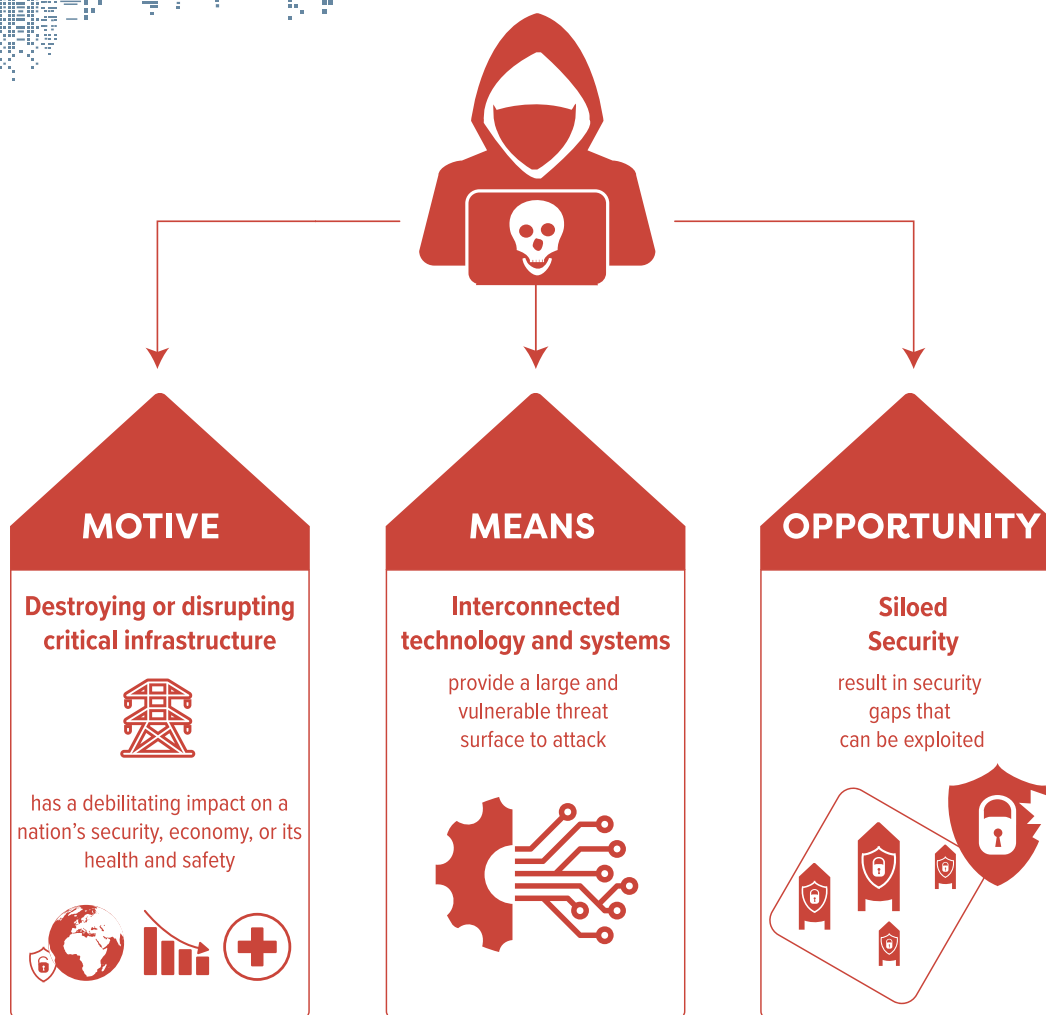 MOTIVE
Destroying or disrupting
critical infrastructure
has a debilitating impact on a
nation's security, economy, or its
health and safety
MEANS
Interconnected
technology and systems
provide a large and
vulnerable threat
surface to attack
OPPORTUNITY
Siloed
Security
result in security
gaps that
can be exploited